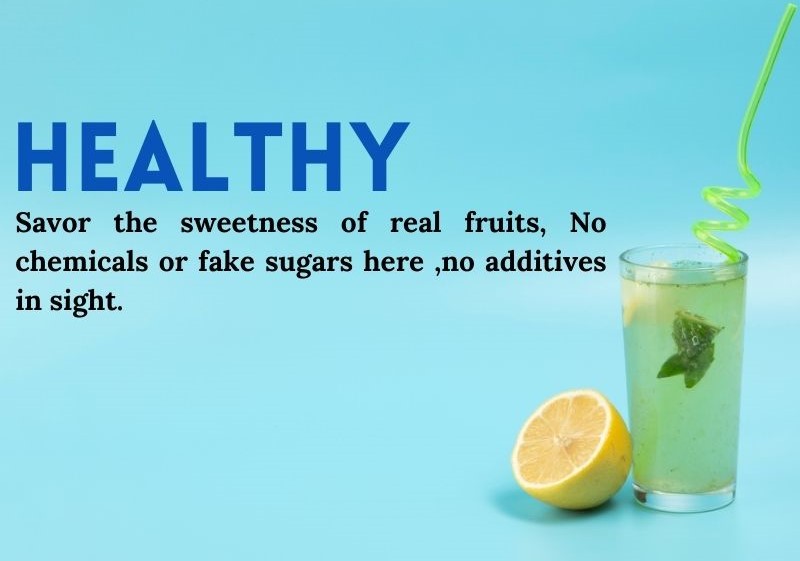 HEALTHY
Savor the sweetness of real fruits, No
chemicals or fake sugars here ,no additives
in sight.